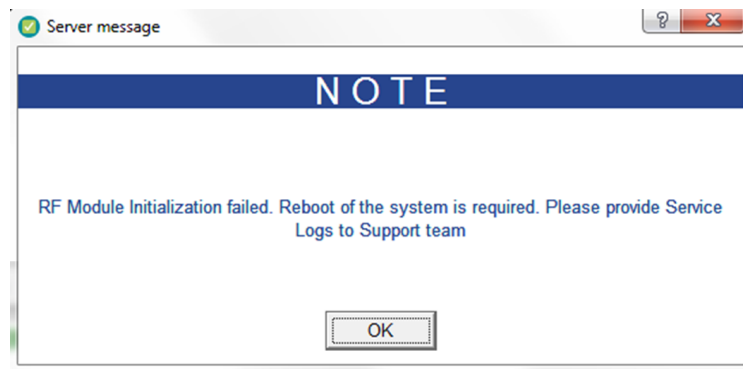 Server message
NOTE
RF Module Initialization failed. Reboot of the system is required. Please provide Service
Logs to Support team
OK